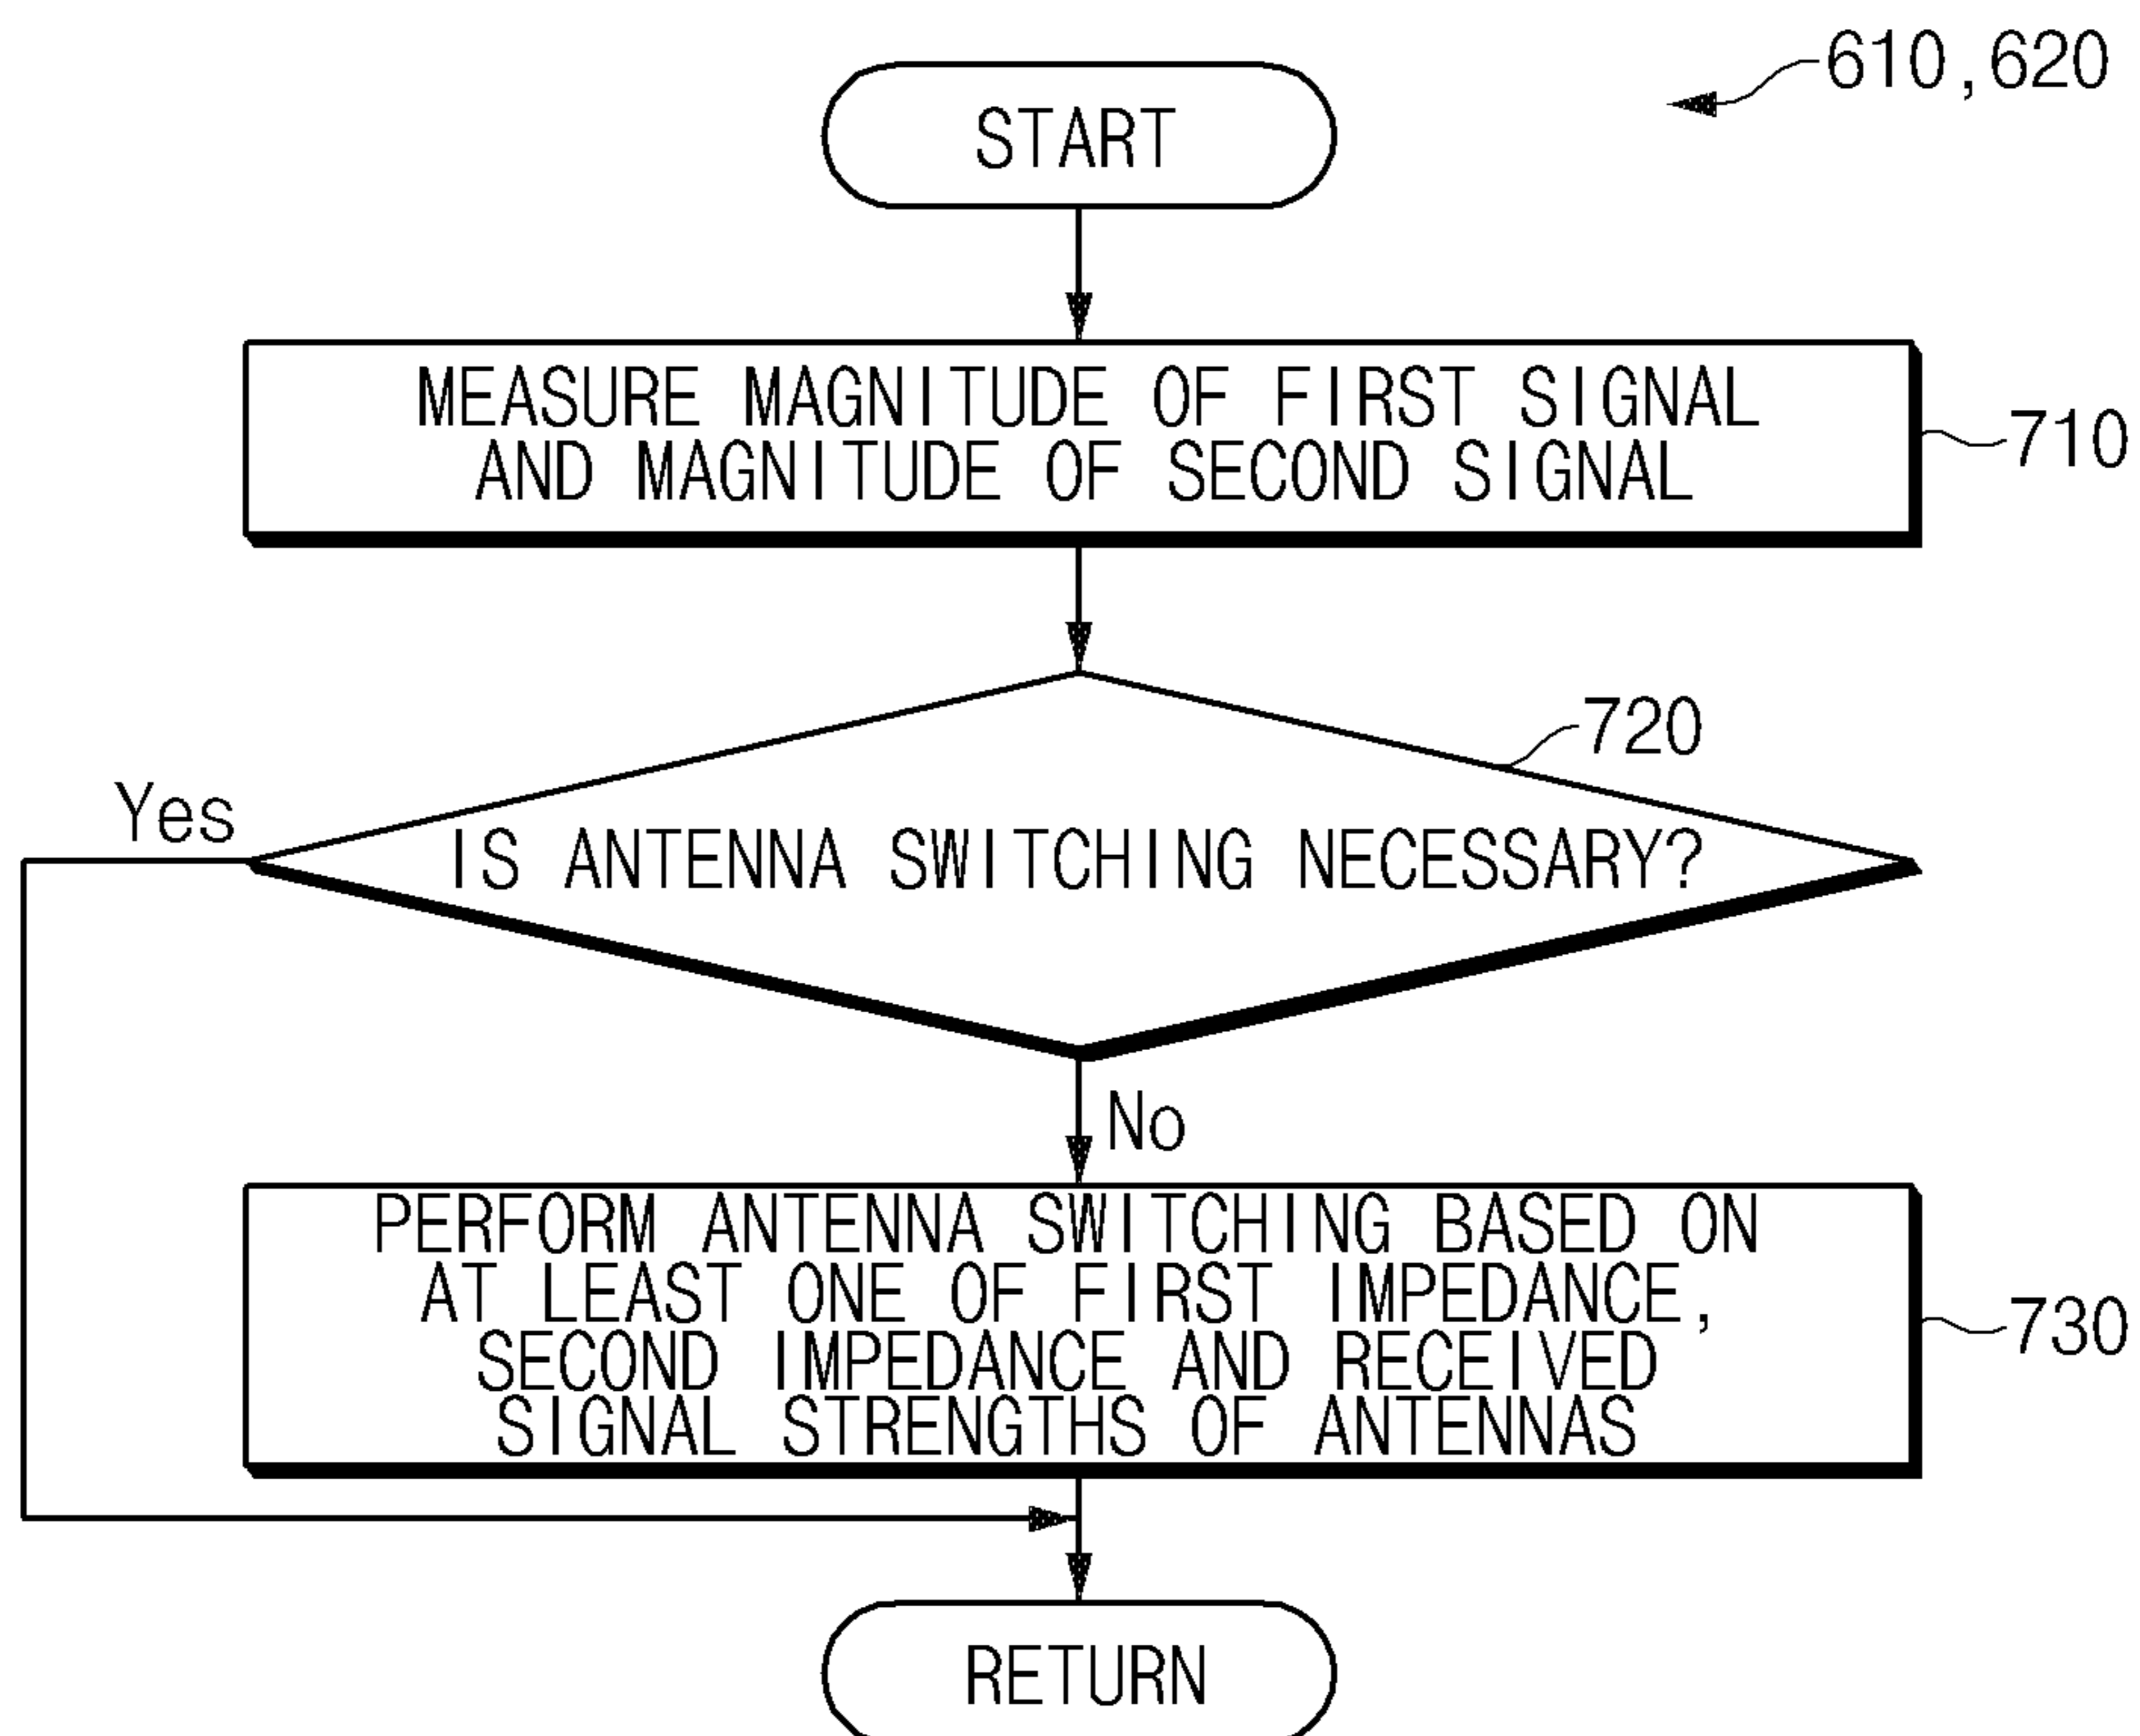 610,620
START
MEASURE MAGNITUDE OF FIRST SIGNAL
AND MAGNITUDE OF SECOND SIGNAL
710
720
Yes
IS ANTENNA SWITCHING NECESSARY?
No
PERFORM ANTENNA SWITCHING BASED ON
AT LEAST ONE OF FIRST IMPEDANCE,
SECOND IMPEDANCE AND RECEIVED
SIGNAL STRENGTHS OF ANTENNAS
730
RETURN